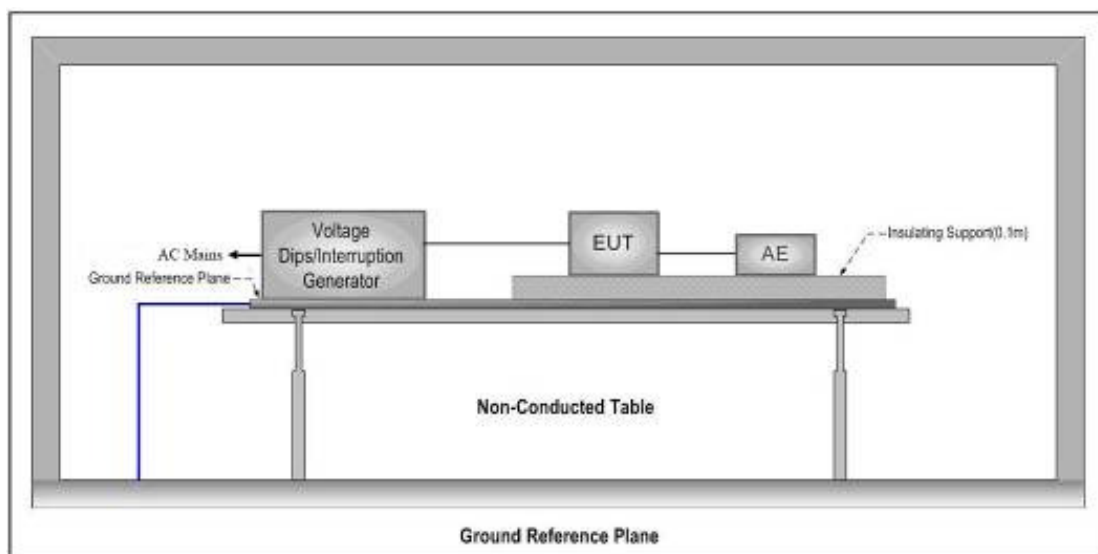 Voltage
Dips/Interruption
Generator
EUT
AE
Insulating Support(0.1m)
AC Mains
Ground Reference Plane
Non-Conducted Table
Ground Reference Plane